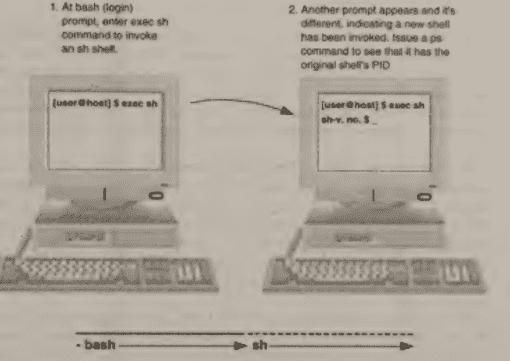 1. At bash (login)
prompt, enter exec sh
command to invoke
an sh shell.
2. Another prompt appears and it's
different, indicating a new shell
has been invoked. Issue a ps
command to see that it has the
original shell's PID
[user@host] $ exec sh
[user@host] $ exec sh
sh-v. no. $ _
- bash
sh